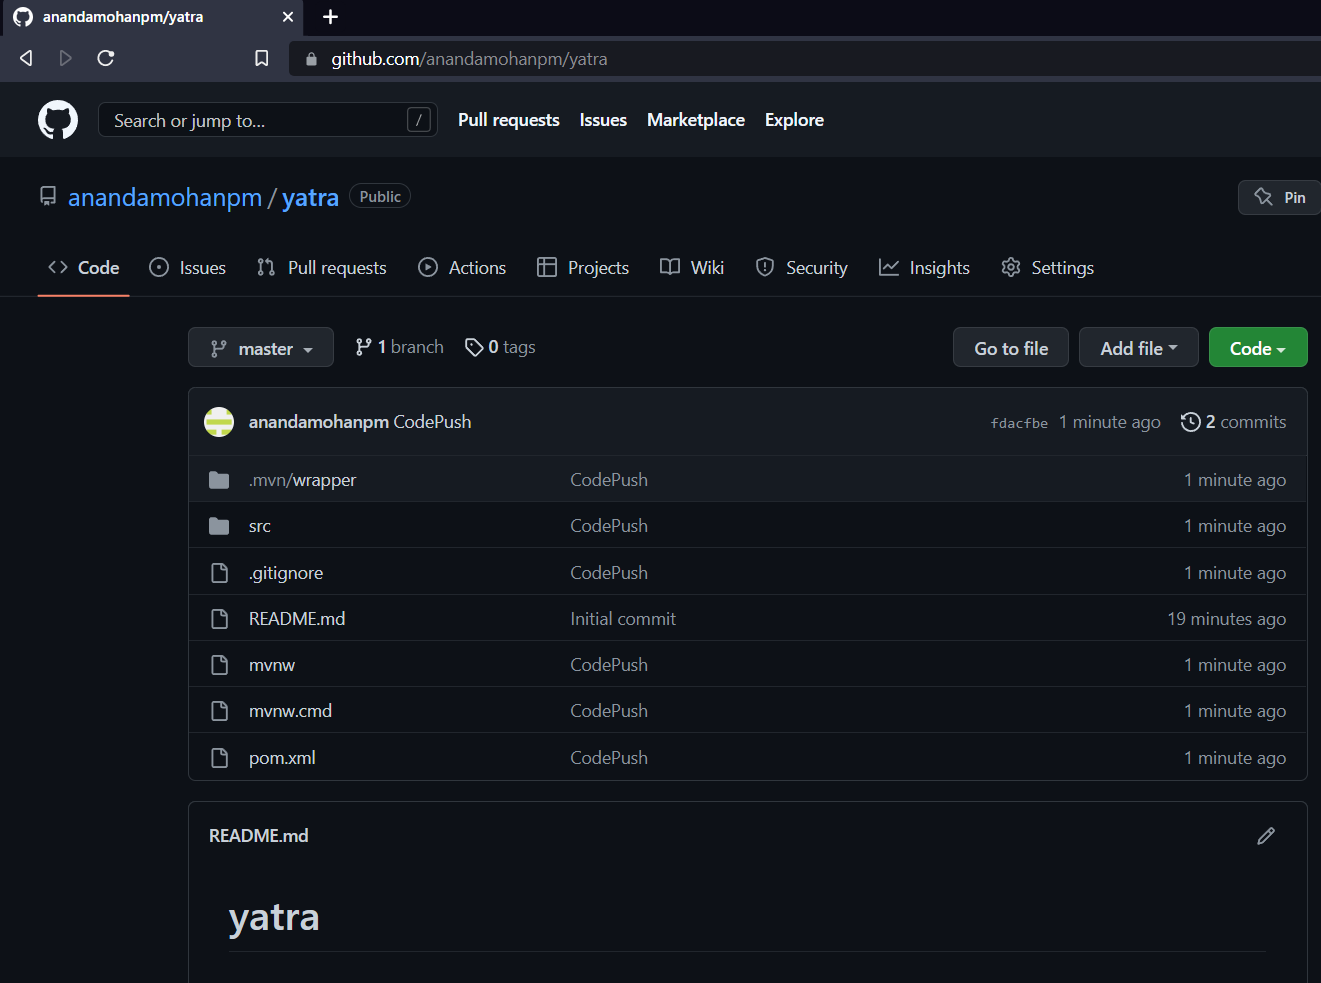 anandamohanpm/yatra
github.com/anandamohanpm/yatra
Search or jump to... / Pull requests Issues Marketplace Explore
anandamohanpm / yatra Public Pin
Code Issues Pull requests Actions Projects Wiki Security Insights Settings
master 1 branch 0 tags Go to file Add file Code
anandamohanpm CodePush fdacfbe 1 minute ago 2 commits
.mvn/wrapper CodePush 1 minute ago
src CodePush 1 minute ago
.gitignore CodePush 1 minute ago
README.md Initial commit 19 minutes ago
mvnw CodePush 1 minute ago
mvnw.cmd CodePush 1 minute ago
pom.xml CodePush 1 minute ago
README.md
yatra